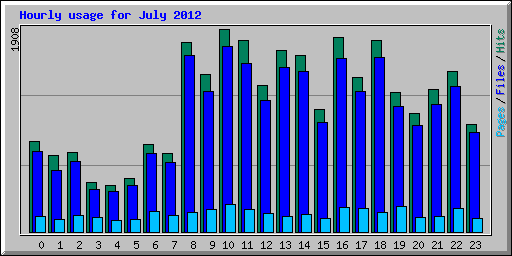 Hourly usage for July 2012
1908
Pages / Files / Hits
0 1 2 3 4 5 6 7 8 9 10 11 12 13 14 15 16 17 18 19 20 21 22 23